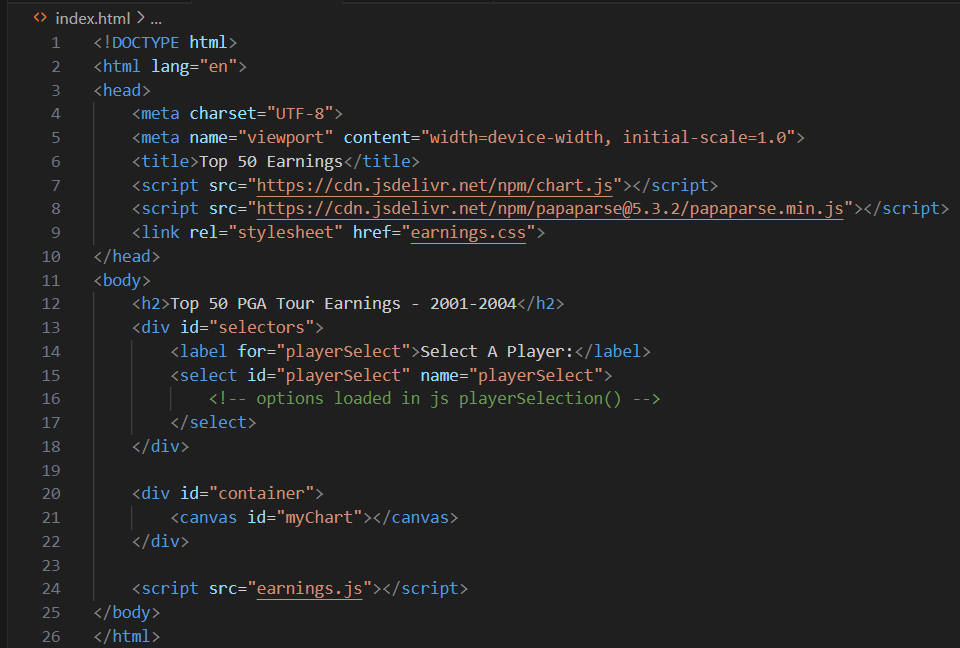 <> index.html > ...
1 <!DOCTYPE html>
2 <html lang="en">
3 <head>
4     <meta charset="UTF-8">
5     <meta name="viewport" content="width=device-width, initial-scale=1.0">
6     <title>Top 50 Earnings</title>
7     <script src="https://cdn.jsdelivr.net/npm/chart.js"></script>
8     <script src="https://cdn.jsdelivr.net/npm/papaparse@5.3.2/papaparse.min.js"></script>
9     <link rel="stylesheet" href="earnings.css">
10 </head>
11 <body>
12     <h2>Top 50 PGA Tour Earnings - 2001-2004</h2>
13     <div id="selectors">
14         <label for="playerSelect">Select A Player:</label>
15         <select id="playerSelect" name="playerSelect">
16             <!-- options loaded in js playerSelection() -->
17         </select>
18     </div>
19
20     <div id="container">
21         <canvas id="myChart"></canvas>
22     </div>
23
24     <script src="earnings.js"></script>
25 </body>
26 </html>